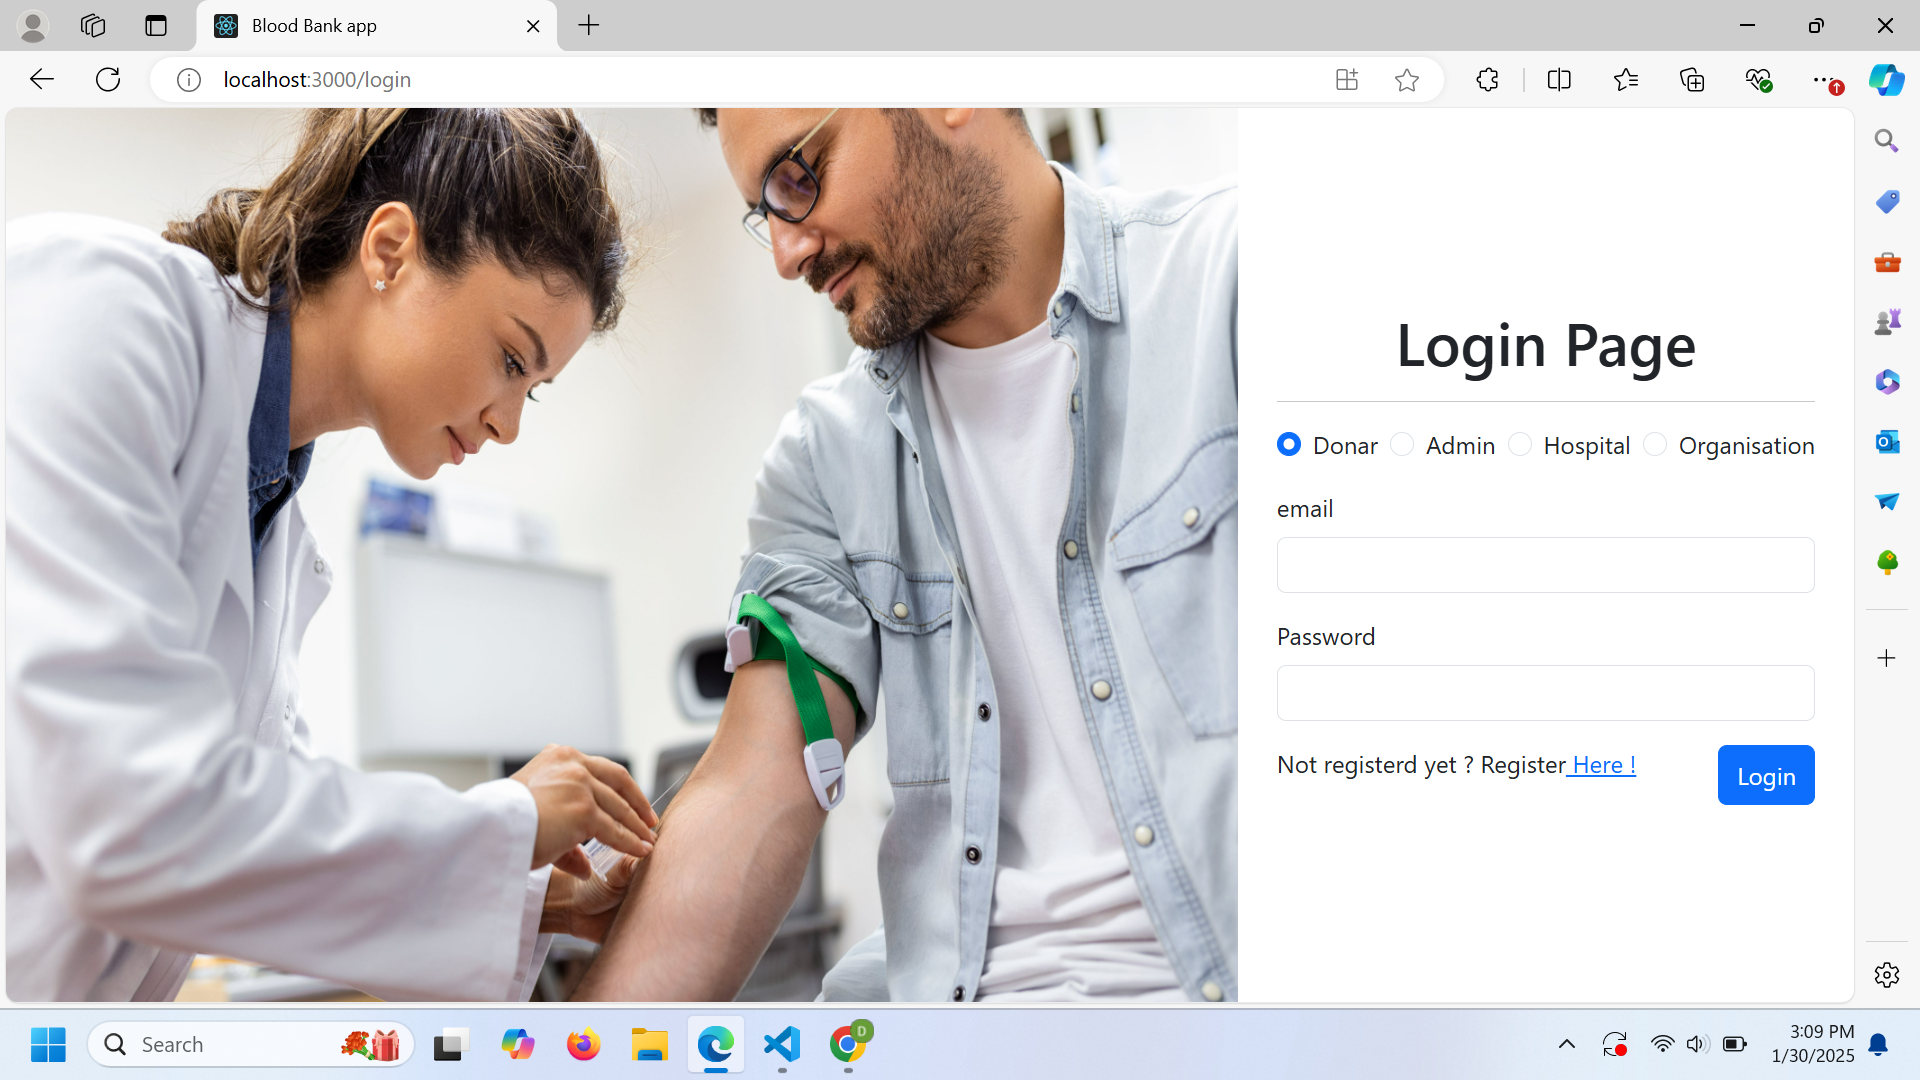 Blood Bank app
localhost:3000/login
Login Page
Donar Admin Hospital Organisation
email
Password
Not registerd yet ? Register Here !
Login
Search
D
3:09 PM
1/30/2025